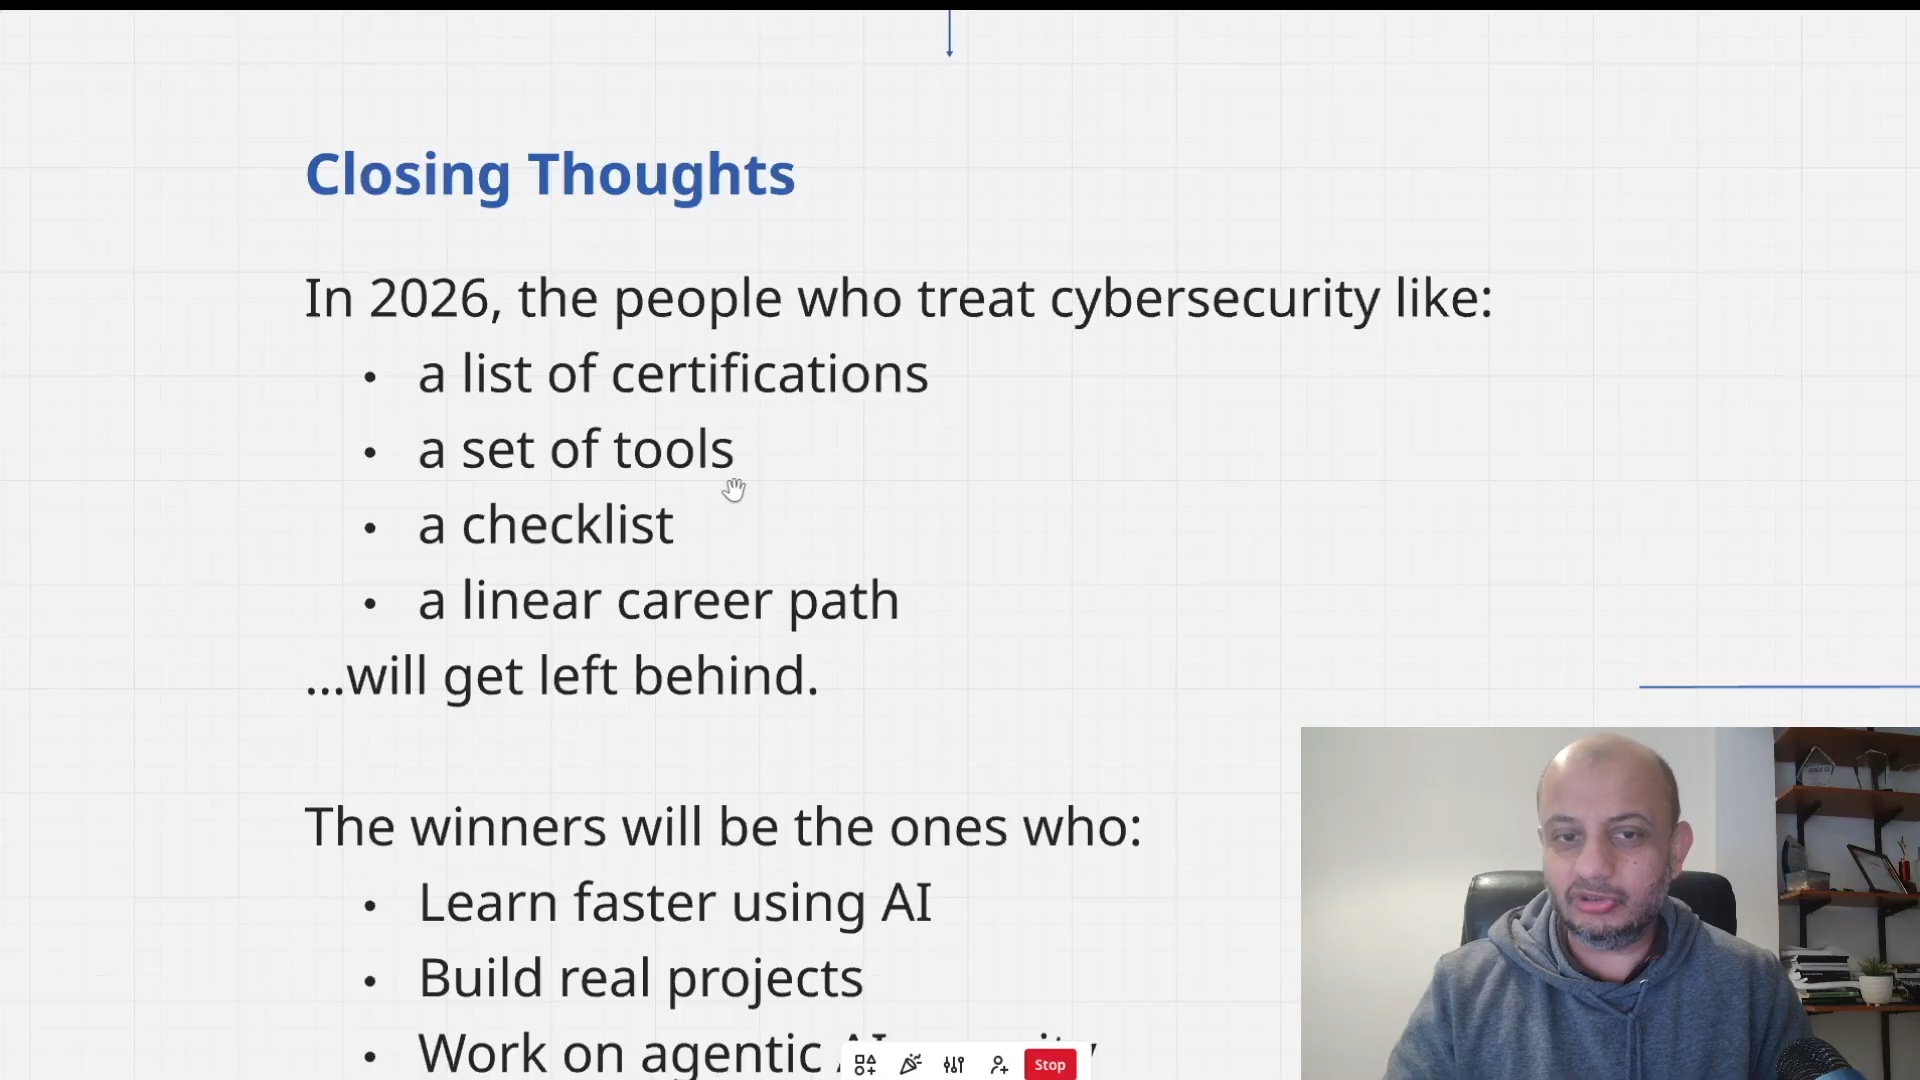 Closing Thoughts
In 2026, the people who treat cybersecurity like:
• a list of certifications
• a set of tools
• a checklist
• a linear career path
...will get left behind.
The winners will be the ones who:
• Learn faster using AI
• Build real projects
• Work on agentic
Stop